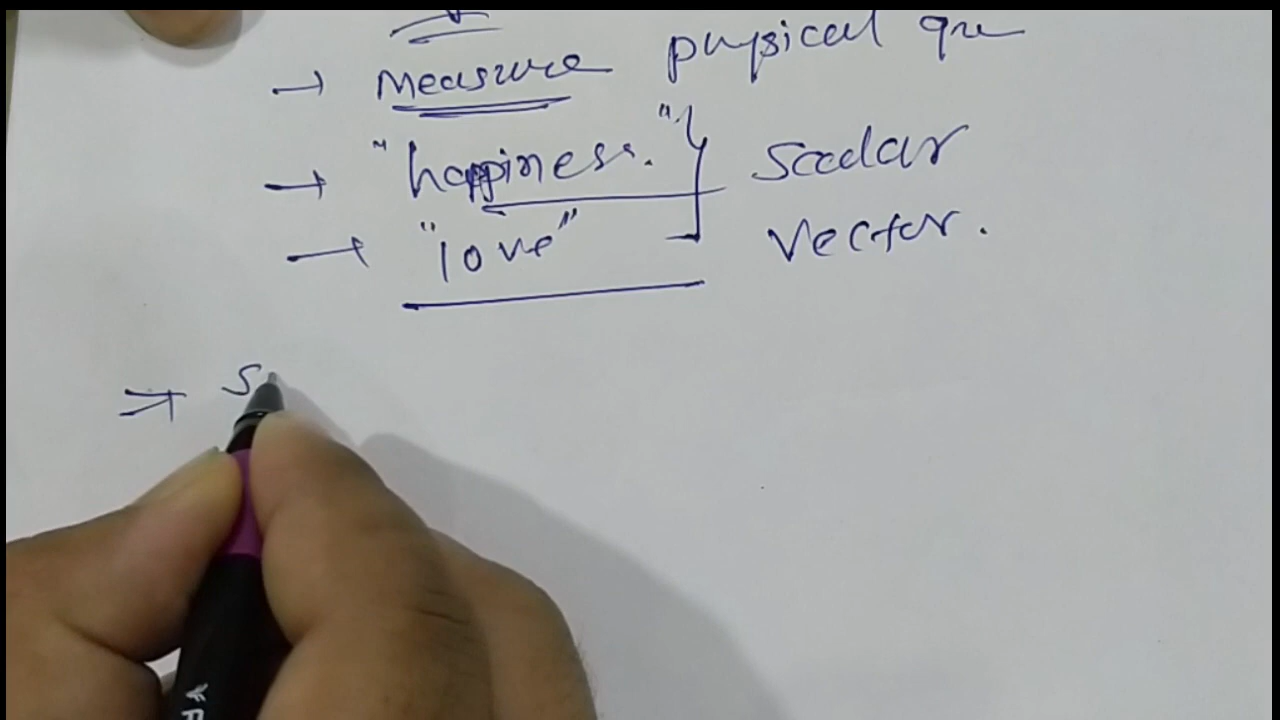 → measure physical qu
→ "happiness." } scalar
→ "love" vector.
⇒ S